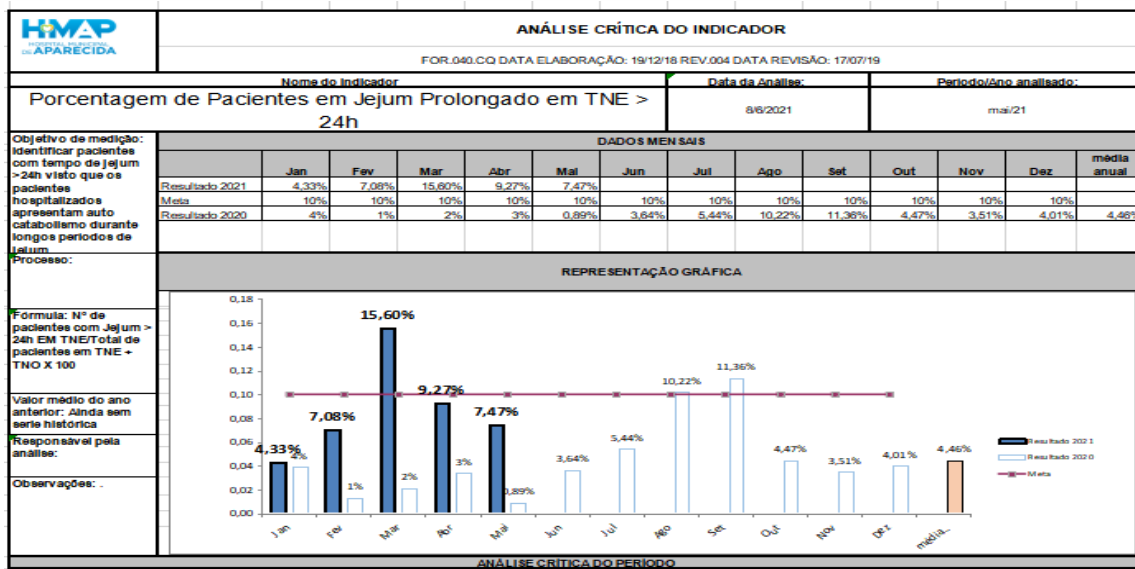 HMAP
HOSPITAL MUNICIPAL
DE APARECIDA
ANÁLISE CRÍTICA DO INDICADOR
FOR.040.CQ DATA ELABORAÇÃO: 19/12/18 REV.004 DATA REVISÃO: 17/07/19
Nome do Indicador
Data da Análise:
Período/Ano analisado:
Porcentagem de Pacientes em Jejum Prolongado em TNE >
24h
8/6/2021
mai/21
Objetivo de medição:
Identificar pacientes
com tempo de jejum
>24h visto que os
pacientes
hospitalizados
apresentam auto
catabolismo durante
longos períodos de
jejum
DADOS MENSAIS
Jan Fev Mar Abr Mai Jun Jul Ago Set Out Nov Dez média anual
Resultado 2021 4,33% 7,08% 15,60% 9,27% 7,47%
Meta 10% 10% 10% 10% 10% 10% 10% 10% 10% 10% 10% 10%
Resultado 2020 4% 1% 2% 3% 0,89% 3,64% 5,44% 10,22% 11,36% 4,47% 3,51% 4,01% 4,46%
Processo:
Fórmula: Nº de
pacientes com Jejum >
24h EM TNE/Total de
pacientes em TNE +
TNO X 100
Valor médio do ano
anterior: Ainda sem
serie histórica
Responsável pela
análise:
Observações: .
REPRESENTAÇÃO GRÁFICA
0,18
0,16
0,14
0,12
0,10
0,08
0,06
0,04
0,02
0,00
4,33%
4%
7,08%
1%
15,60%
2%
9,27%
3%
7,47%
0,89%
3,64%
5,44%
10,22%
11,36%
4,47%
3,51%
4,01%
4,46%
Jan Fev Mar Abr Mai Jun Jul Ago Set Out Nov Dez média...
Resultado 2021
Resultado 2020
Meta
ANÁLISE CRÍTICA DO PERÍODO